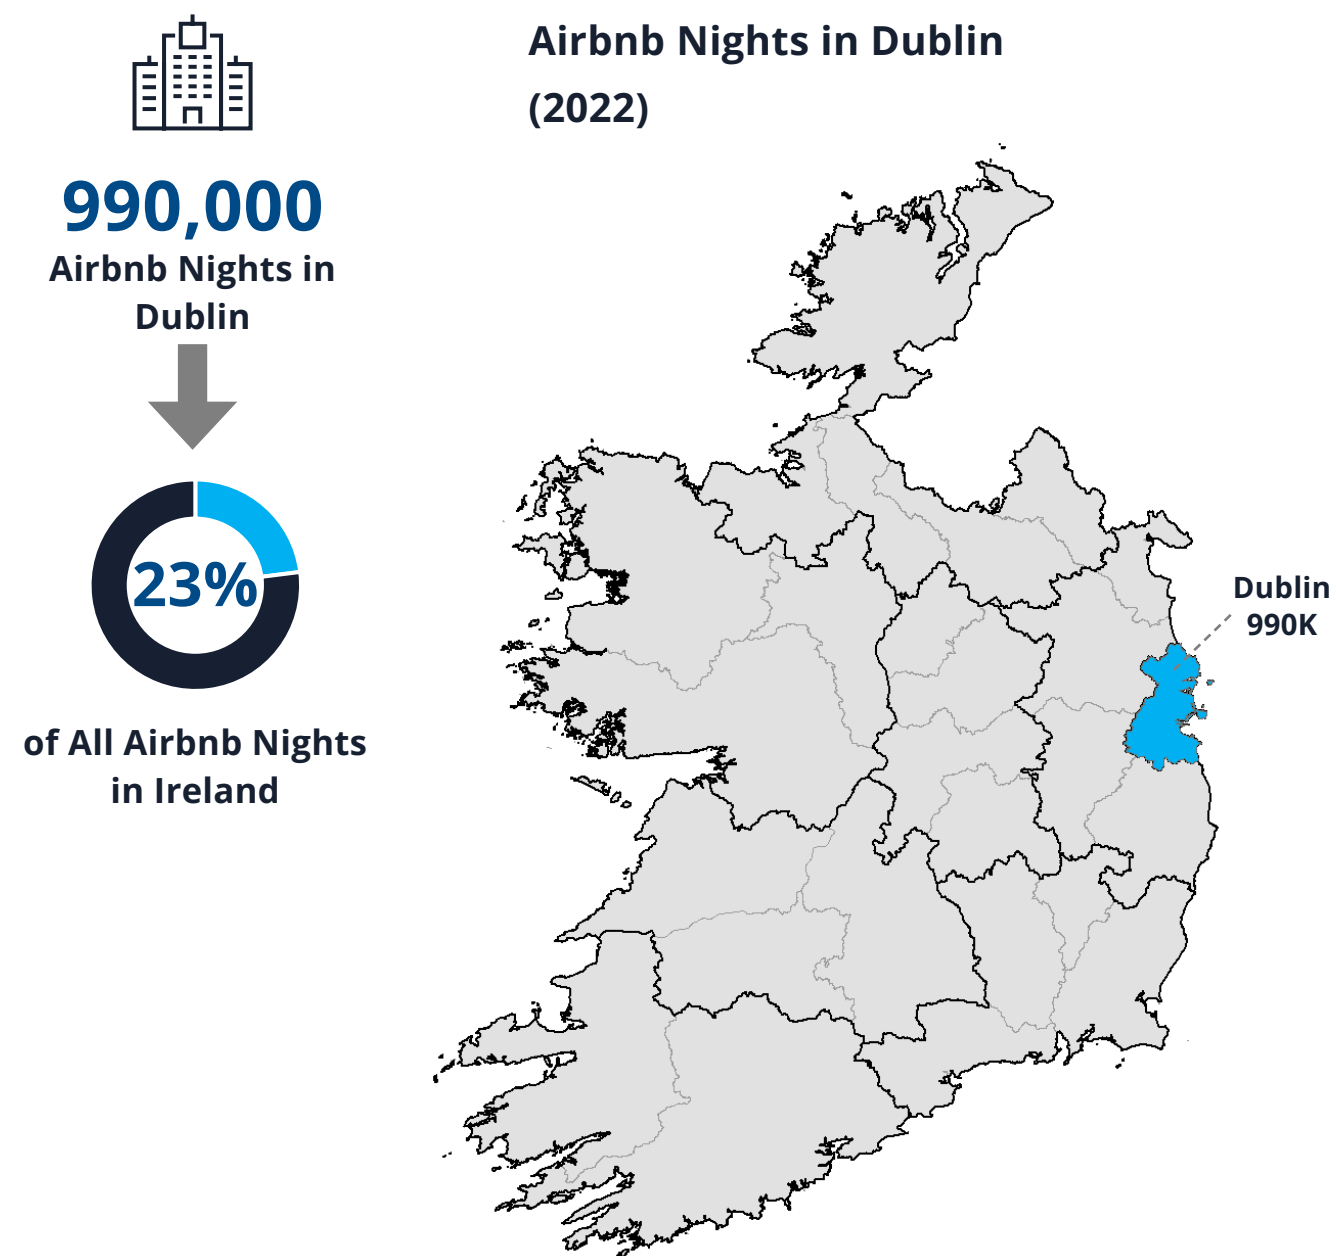 Airbnb Nights in Dublin
(2022)
990,000
Airbnb Nights in
Dublin
23%
of All Airbnb Nights
in Ireland
Dublin
990K